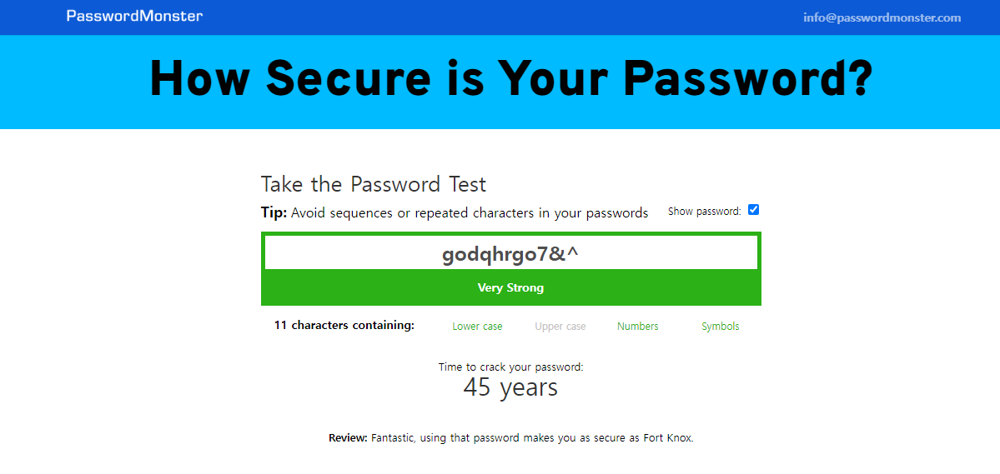 PasswordMonster
info@passwordmonster.com
How Secure is Your Password?
Take the Password Test
Tip: Avoid sequences or repeated characters in your passwords
Show password:
godqhrgo7&^
Very Strong
11 characters containing:
Lower case
Upper case
Numbers
Symbols
Time to crack your password:
45 years
Review: Fantastic, using that password makes you as secure as Fort Knox.